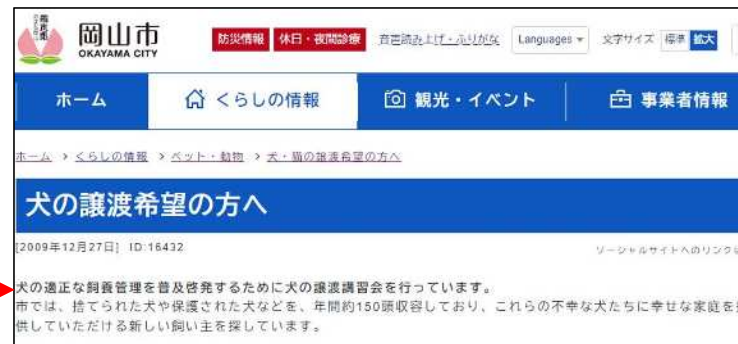 岡山市
OKAYAMA CITY
防災情報 休日・夜間診療 音声読み上げ・ふりがな Languages 文字サイズ 標準 拡大
ホーム くらしの情報 観光・イベント 事業者情報
ホーム > くらしの情報 > ペット・動物 > 犬・猫の譲渡希望の方へ
犬の譲渡希望の方へ
[2009年12月27日] ID:16432 ソーシャルサイトへのリンクは
犬の適正な飼養管理を普及啓発するために犬の譲渡講習会を行っています。
市では、捨てられた犬や保護された犬などを、年間約150頭収容しており、これらの不幸な犬たちに幸せな家庭を
供していただける新しい飼い主を探しています。